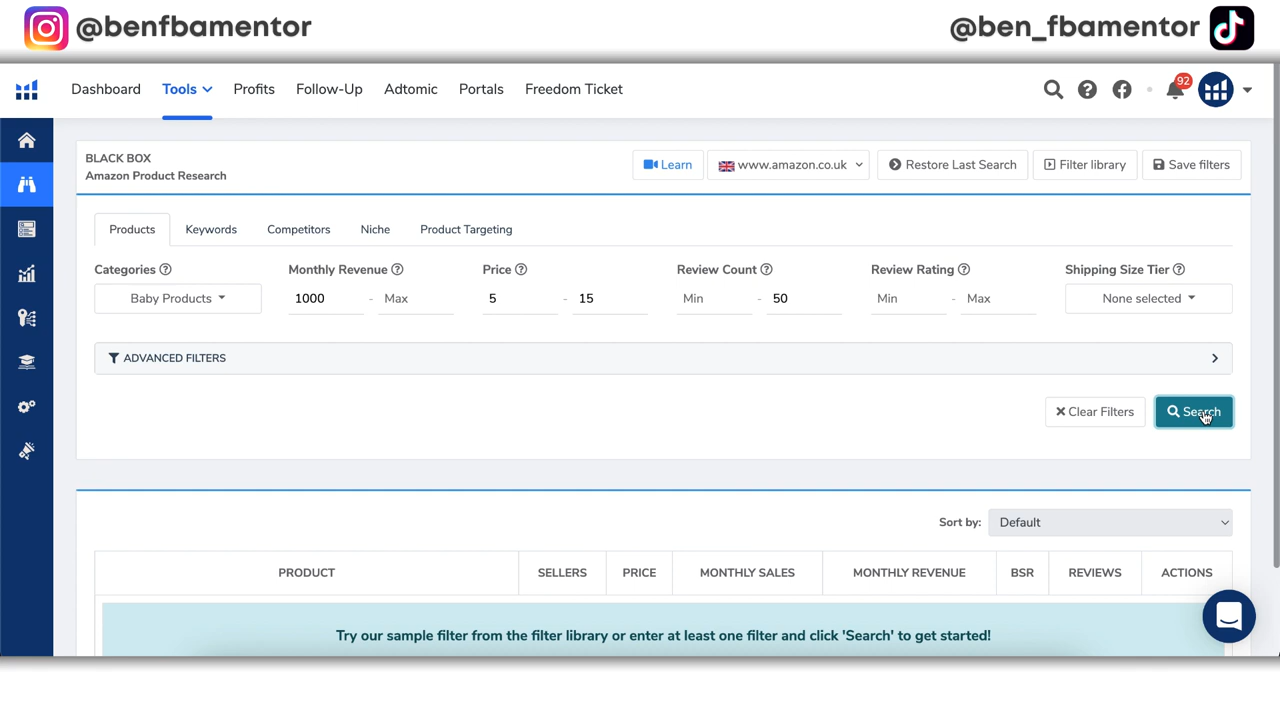 @benfbamentor
@ben_fbamentor
Dashboard Tools Profits Follow-Up Adtomic Portals Freedom Ticket
92
BLACK BOX
Amazon Product Research
Learn
www.amazon.co.uk
Restore Last Search
Filter library
Save filters
Products Keywords Competitors Niche Product Targeting
Categories Monthly Revenue Price Review Count Review Rating Shipping Size Tier
Baby Products 1000 - Max 5 - 15 Min - 50 Min - Max None selected
ADVANCED FILTERS
Clear Filters Search
Sort by: Default
PRODUCT SELLERS PRICE MONTHLY SALES MONTHLY REVENUE BSR REVIEWS ACTIONS
Try our sample filter from the filter library or enter at least one filter and click 'Search' to get started!